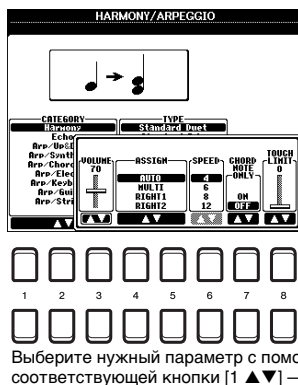 HARMONY/ARPEGGIO
CATEGORY TYPE
Harmony Standard Duet
Echo
Arp/Up&D
Arp/Synth
Arp/Chord
Arp/Elec
Arp/Keyb
Arp/Gui
Arp/Stri
VOLUME ASSIGN SPEED CHORD NOTE ONLY TOUCH LIMIT
70 AUTO 4 0
MULTI 6
RIGHT1 8 ON
RIGHT2 12 OFF
1 2 3 4 5 6 7 8
Выберите нужный параметр с помо
соответствующей кнопки [1 ▲▼] –